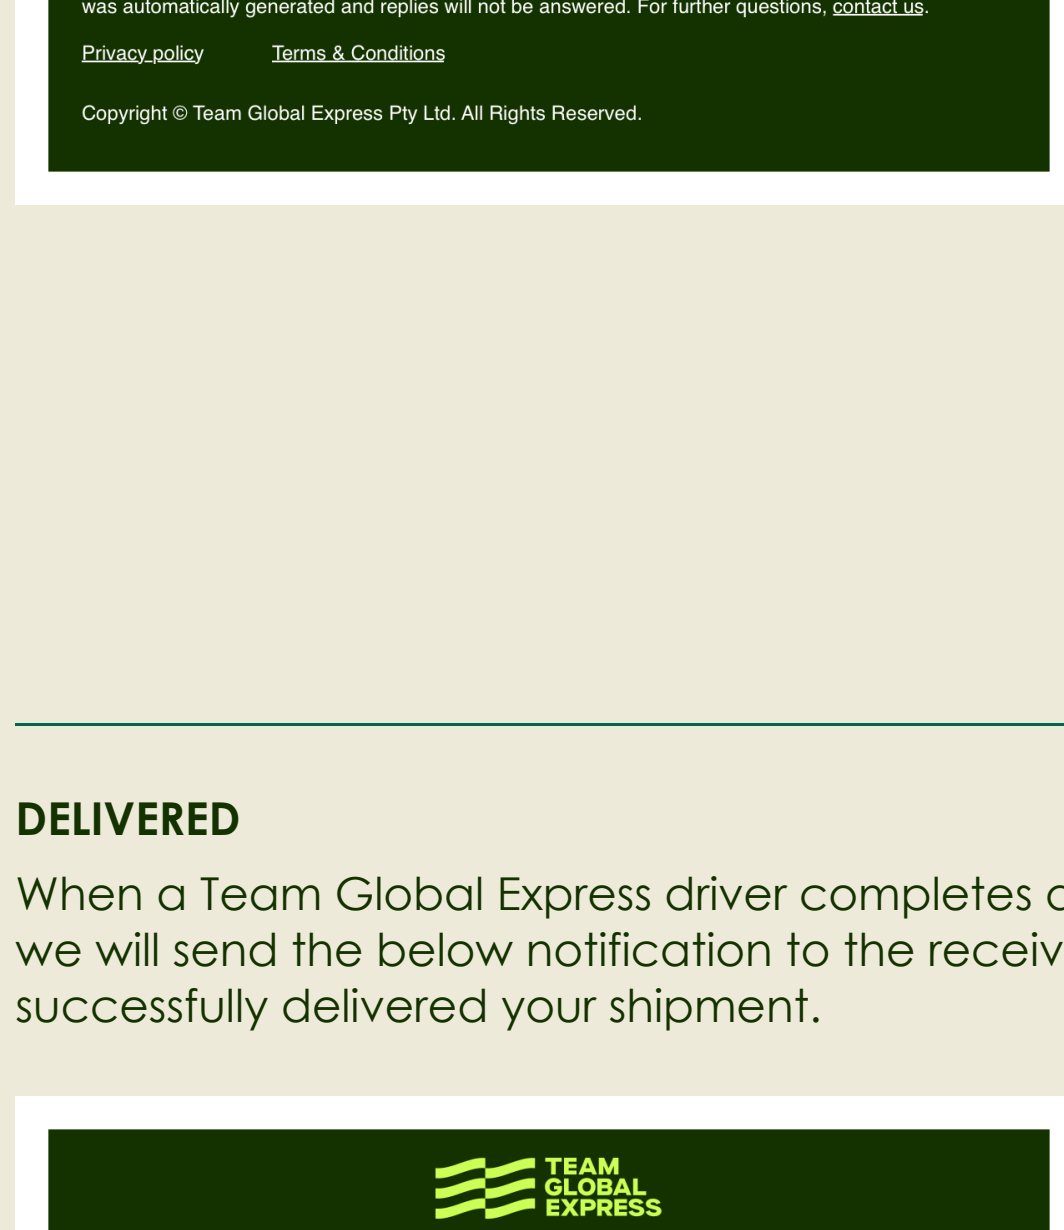 was automatically generated and replies will not be answered. For further questions, contact us.
Privacy policy Terms & Conditions
Copyright © Team Global Express Pty Ltd. All Rights Reserved.
DELIVERED
When a Team Global Express driver completes
we will send the below notification to the receiv
successfully delivered your shipment.
TEAM
GLOBAL
EXPRESS